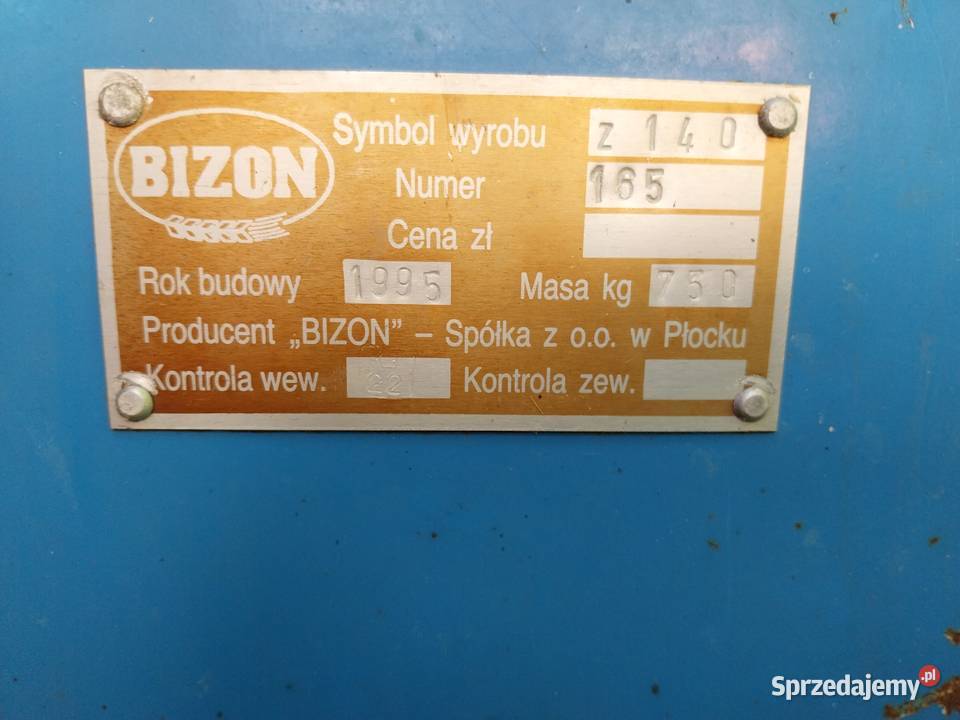 BIZON
Symbol wyrobu z 140
Numer 165
Cena zł
Rok budowy 1995 Masa kg 750
Producent „BIZON” – Spółka z o.o. w Płocku
Kontrola wew. 22 Kontrola zew.
Sprzedajemy.pl